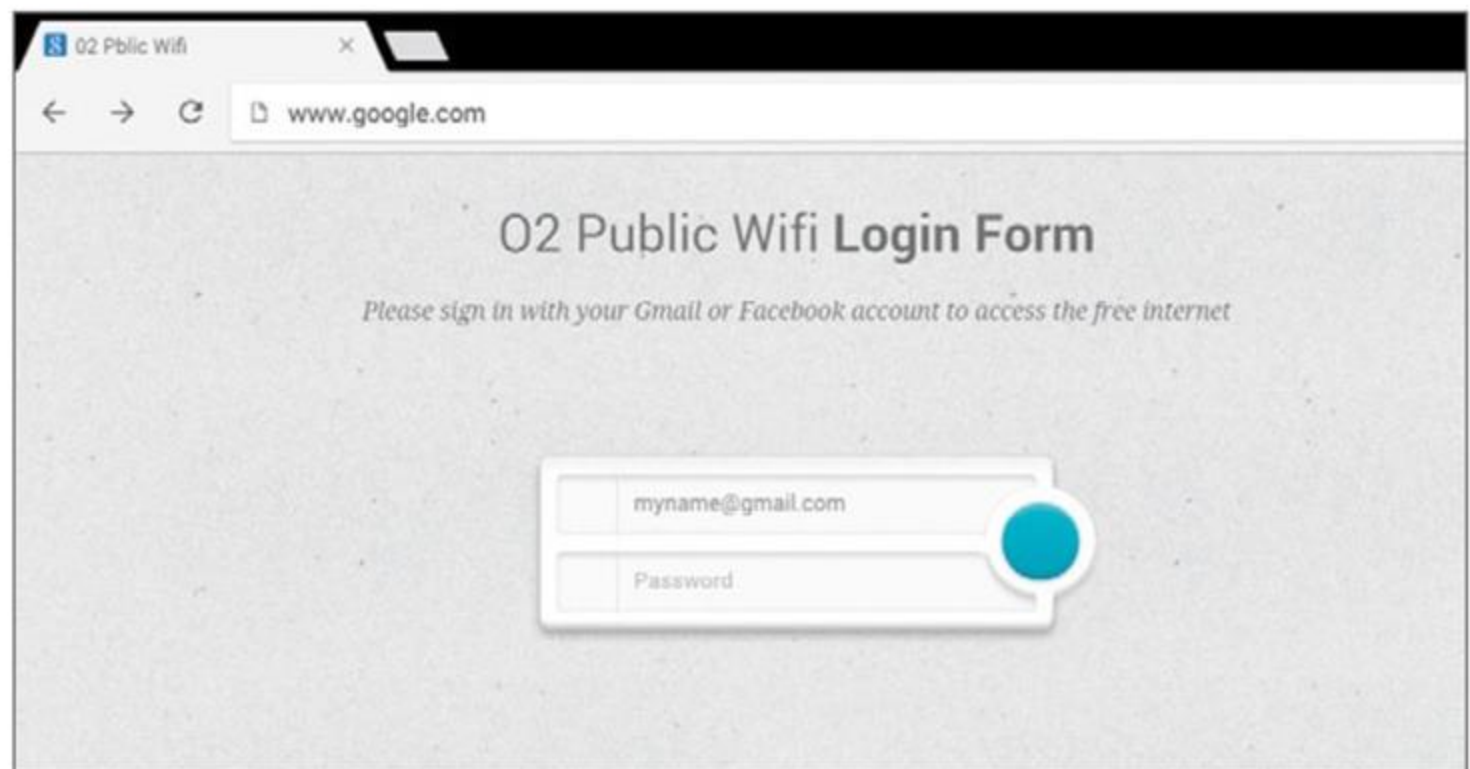 02 Pblic Wifi
www.google.com
O2 Public Wifi Login Form
Please sign in with your Gmail or Facebook account to access the free internet
myname@gmail.com
Password